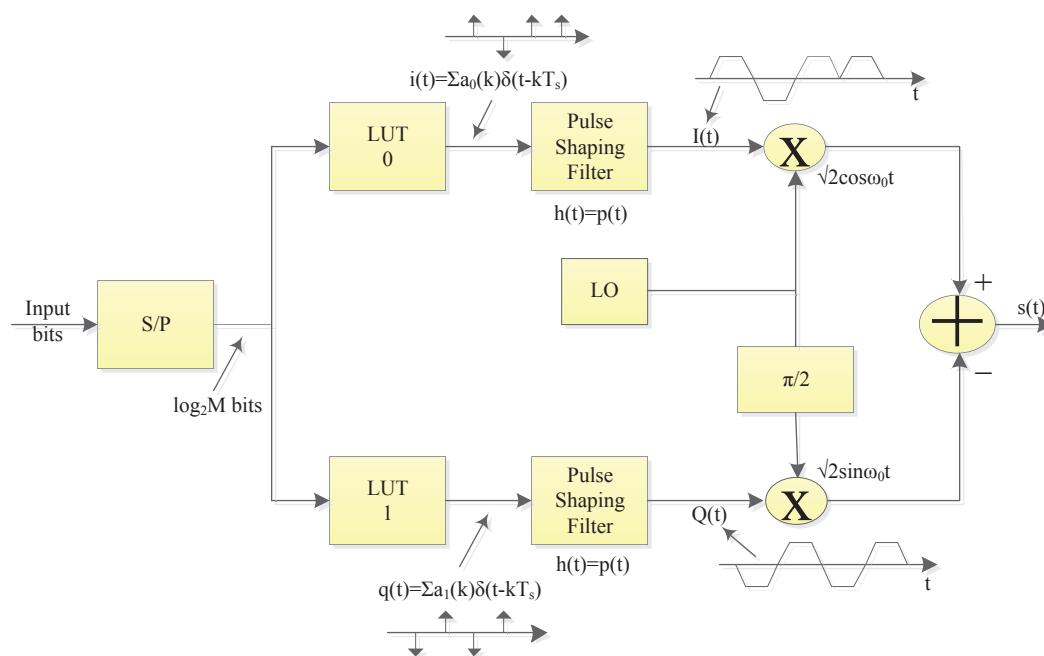 i(t)=Σa₀(k)δ(t-kTₛ)
t
LUT
0
Pulse
Shaping
Filter
I(t)
X
√2cosω₀t
h(t)=p(t)
Input
bits
S/P
LO
+
+
s(t)
−
log₂M bits
π/2
LUT
1
Pulse
Shaping
Filter
√2sinω₀t
X
Q(t)
h(t)=p(t)
q(t)=Σa₁(k)δ(t-kTₛ)
t